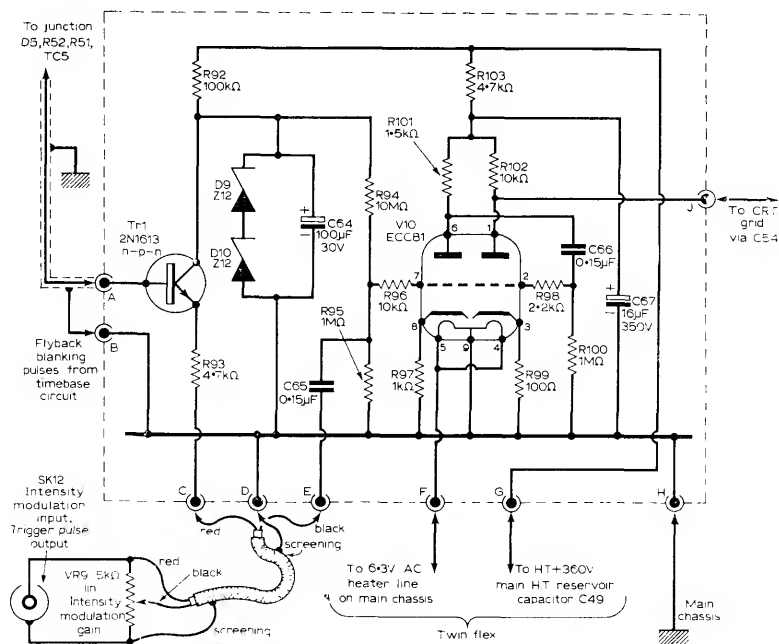 To junction
D5,R52,R51,
TC5
R92
100kΩ
R103
4·7kΩ
R101
1·5kΩ
R102
10kΩ
D9
Z12
C64
100μF
30V
+
−
R94
10MΩ
Tr1
2N1613
n-p-n
D10
Z12
V10
ECC81
6
1
J
To CRT
grid
via C54
C66
0·15μF
A
B
R96
10kΩ
7
2
R98
2·2kΩ
C67
16μF
350V
+
−
Flyback
blanking
pulses from
timebase
circuit
R95
1MΩ
8
5
9
4
3
R93
4·7kΩ
C65
0·15μF
R97
1kΩ
R99
100Ω
R100
1MΩ
SK12
Intensity
modulation
input,
Trigger pulse
output
C
D
E
F
G
H
red
black
screening
VR9 5kΩ
lin
Intensity
modulation
gain
red
black
screening
To 6·3V AC
heater line
on main chassis
To HT+360V
main H.T reservoir
capacitor C49
Twin flex
Main
chassis